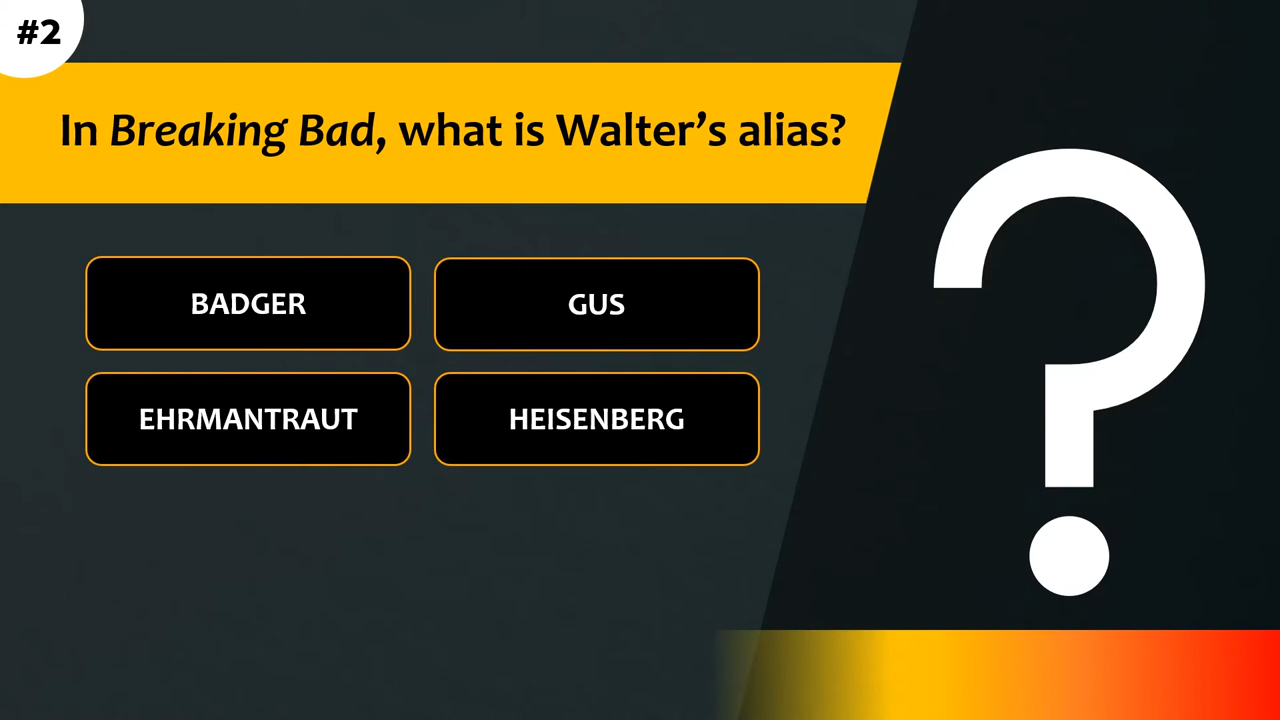 #2
In Breaking Bad, what is Walter’s alias?
BADGER
GUS
EHRMANTRAUT
HEISENBERG
?